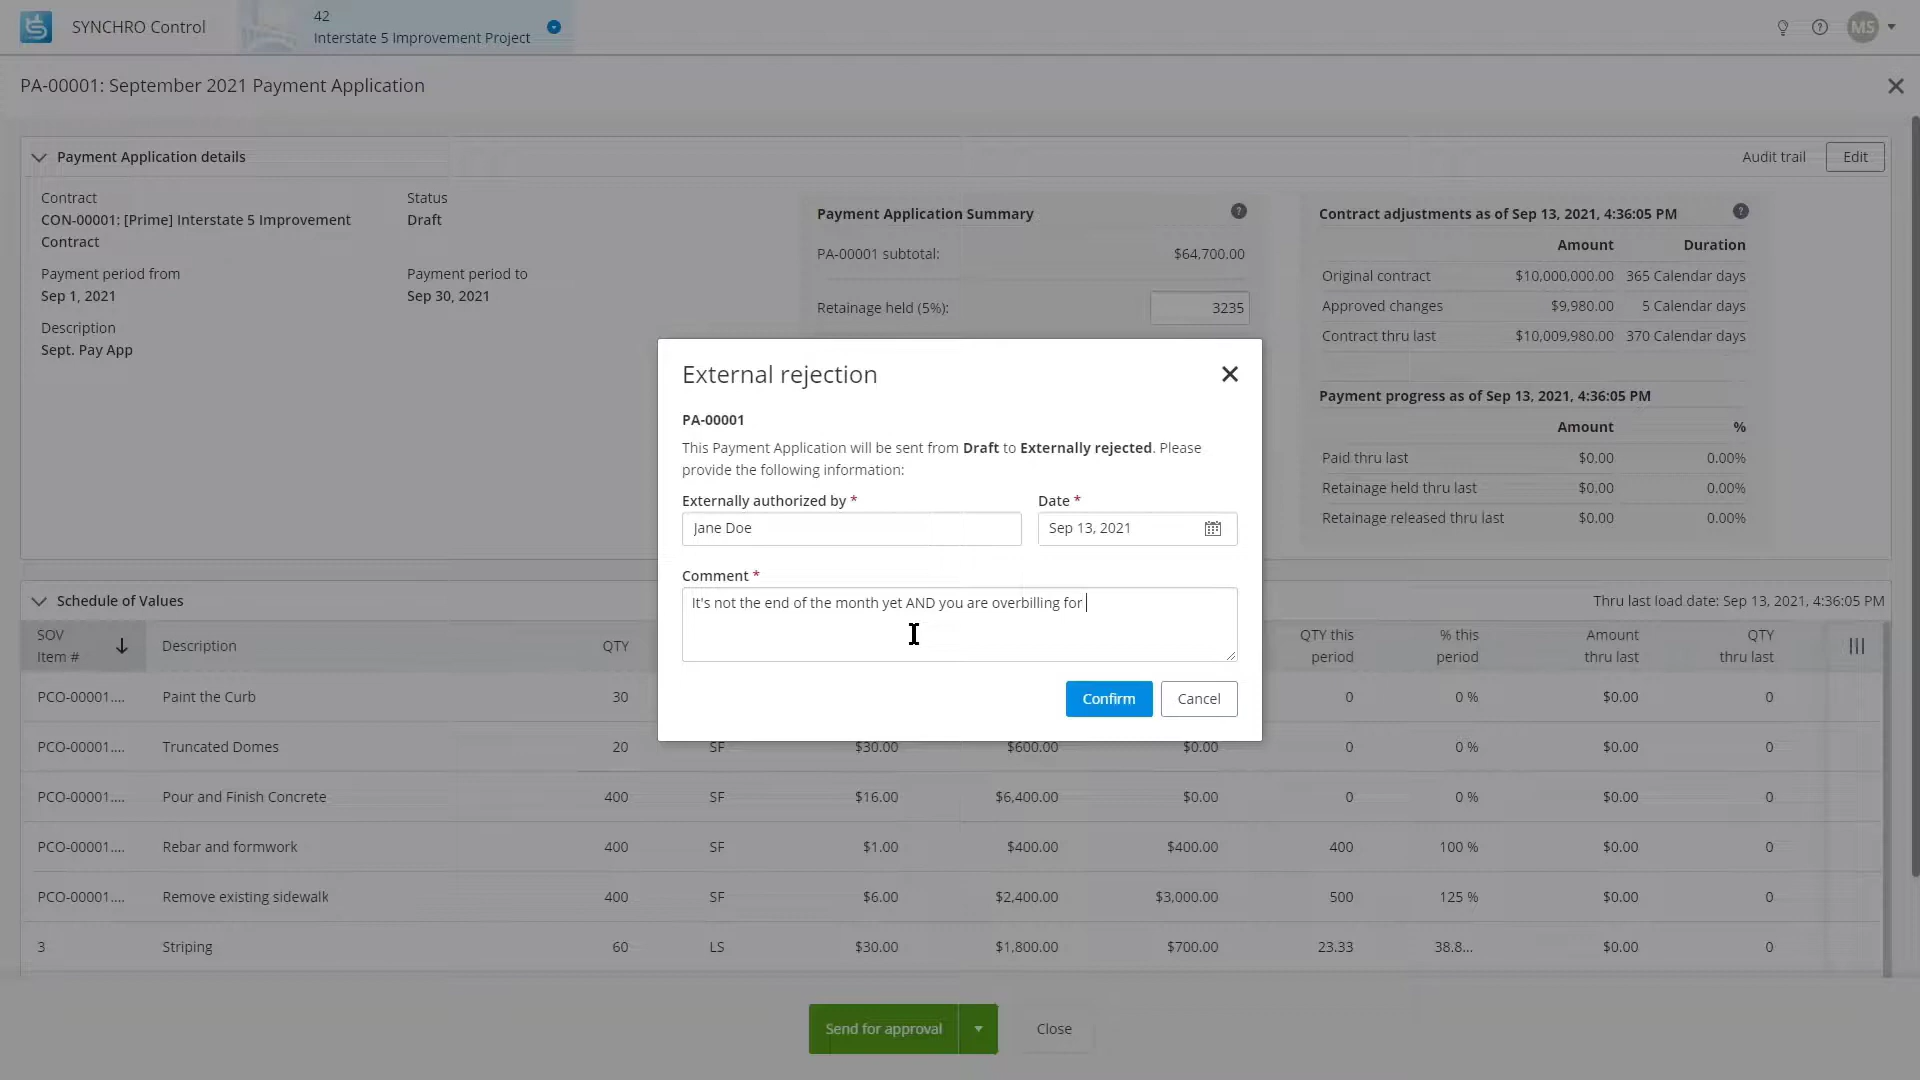 SYNCHRO Control
42
Interstate 5 Improvement Project
MS
PA-00001: September 2021 Payment Application
Payment Application details
Audit trail
Edit
Contract
CON-00001: [Prime] Interstate 5 Improvement
Contract
Status
Draft
Payment period from
Sep 1, 2021
Payment period to
Sep 30, 2021
Description
Sept. Pay App
Payment Application Summary
PA-00001 subtotal: $64,700.00
Retainage held (5%): 3235
Contract adjustments as of Sep 13, 2021, 4:36:05 PM
Amount Duration
Original contract $10,000,000.00 365 Calendar days
Approved changes $9,980.00 5 Calendar days
Contract thru last $10,009,980.00 370 Calendar days
Payment progress as of Sep 13, 2021, 4:36:05 PM
Amount %
Paid thru last $0.00 0.00%
Retainage held thru last $0.00 0.00%
Retainage released thru last $0.00 0.00%
External rejection
PA-00001
This Payment Application will be sent from Draft to Externally rejected. Please
provide the following information:
Externally authorized by *
Jane Doe
Date *
Sep 13, 2021
Comment *
It's not the end of the month yet AND you are overbilling for
Confirm
Cancel
Schedule of Values
Thru last load date: Sep 13, 2021, 4:36:05 PM
SOV
Item #
Description
QTY
QTY this
period
% this
period
Amount
thru last
QTY
thru last
PCO-00001.... Paint the Curb 30 0 0 % $0.00 0
PCO-00001.... Truncated Domes 20 SF $30.00 $600.00 $0.00 0 0 % $0.00 0
PCO-00001.... Pour and Finish Concrete 400 SF $16.00 $6,400.00 $0.00 0 0 % $0.00 0
PCO-00001.... Rebar and formwork 400 SF $1.00 $400.00 $400.00 400 100 % $0.00 0
PCO-00001.... Remove existing sidewalk 400 SF $6.00 $2,400.00 $3,000.00 500 125 % $0.00 0
3 Striping 60 LS $30.00 $1,800.00 $700.00 23.33 38.8... $0.00 0
Send for approval
Close